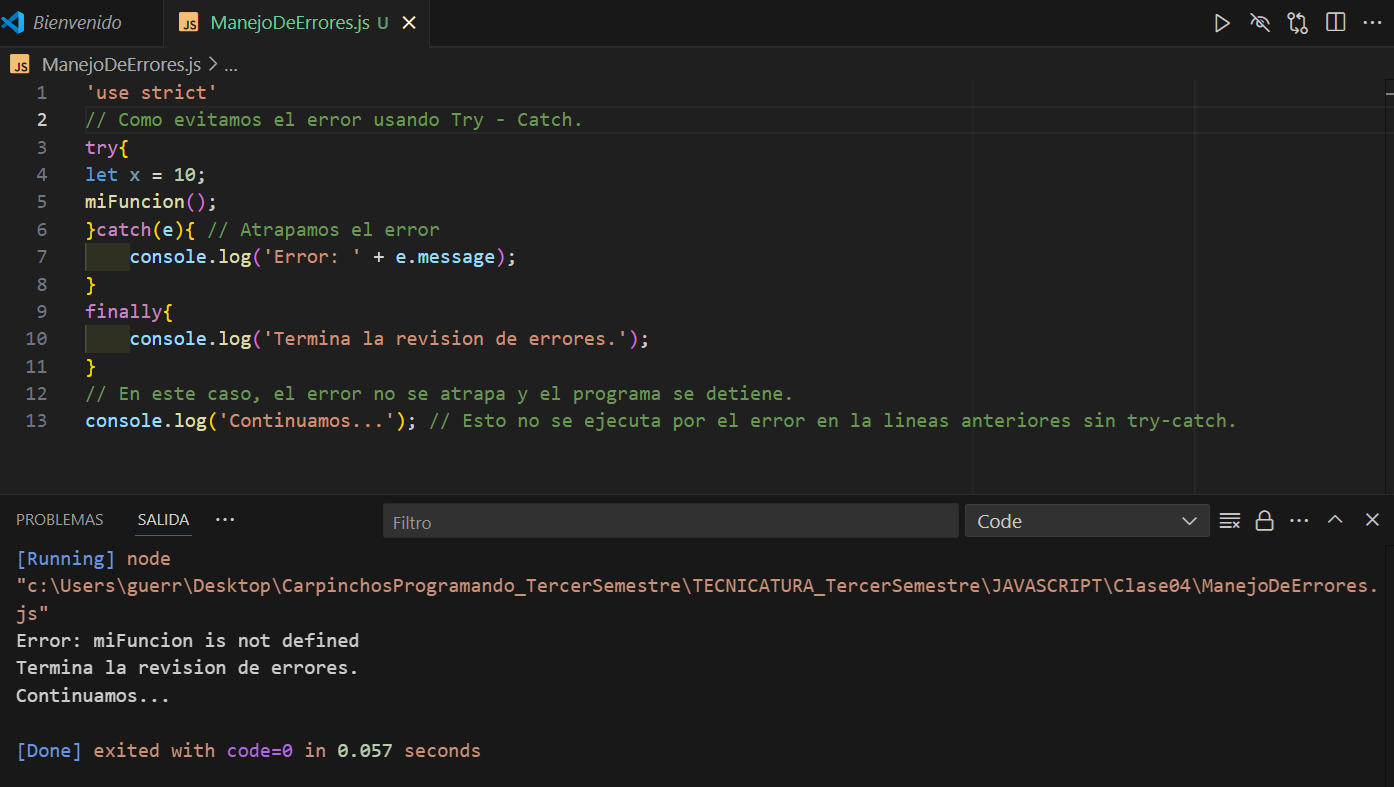 Bienvenido JS ManejoDeErrores.js U
JS ManejoDeErrores.js > ...
1 'use strict'
2 // Como evitamos el error usando Try - Catch.
3 try{
4 let x = 10;
5 miFuncion();
6 }catch(e){ // Atrapamos el error
7 console.log('Error: ' + e.message);
8 }
9 finally{
10 console.log('Termina la revision de errores.');
11 }
12 // En este caso, el error no se atrapa y el programa se detiene.
13 console.log('Continuamos...'); // Esto no se ejecuta por el error en la lineas anteriores sin try-catch.
PROBLEMAS SALIDA ... Filtro Code
[Running] node
"c:\Users\guerr\Desktop\CarpinchosProgramando_TercerSemestre\TECNICATURA_TercerSemestre\JAVASCRIPT\Clase04\ManejoDeErrores.
js"
Error: miFuncion is not defined
Termina la revision de errores.
Continuamos...
[Done] exited with code=0 in 0.057 seconds